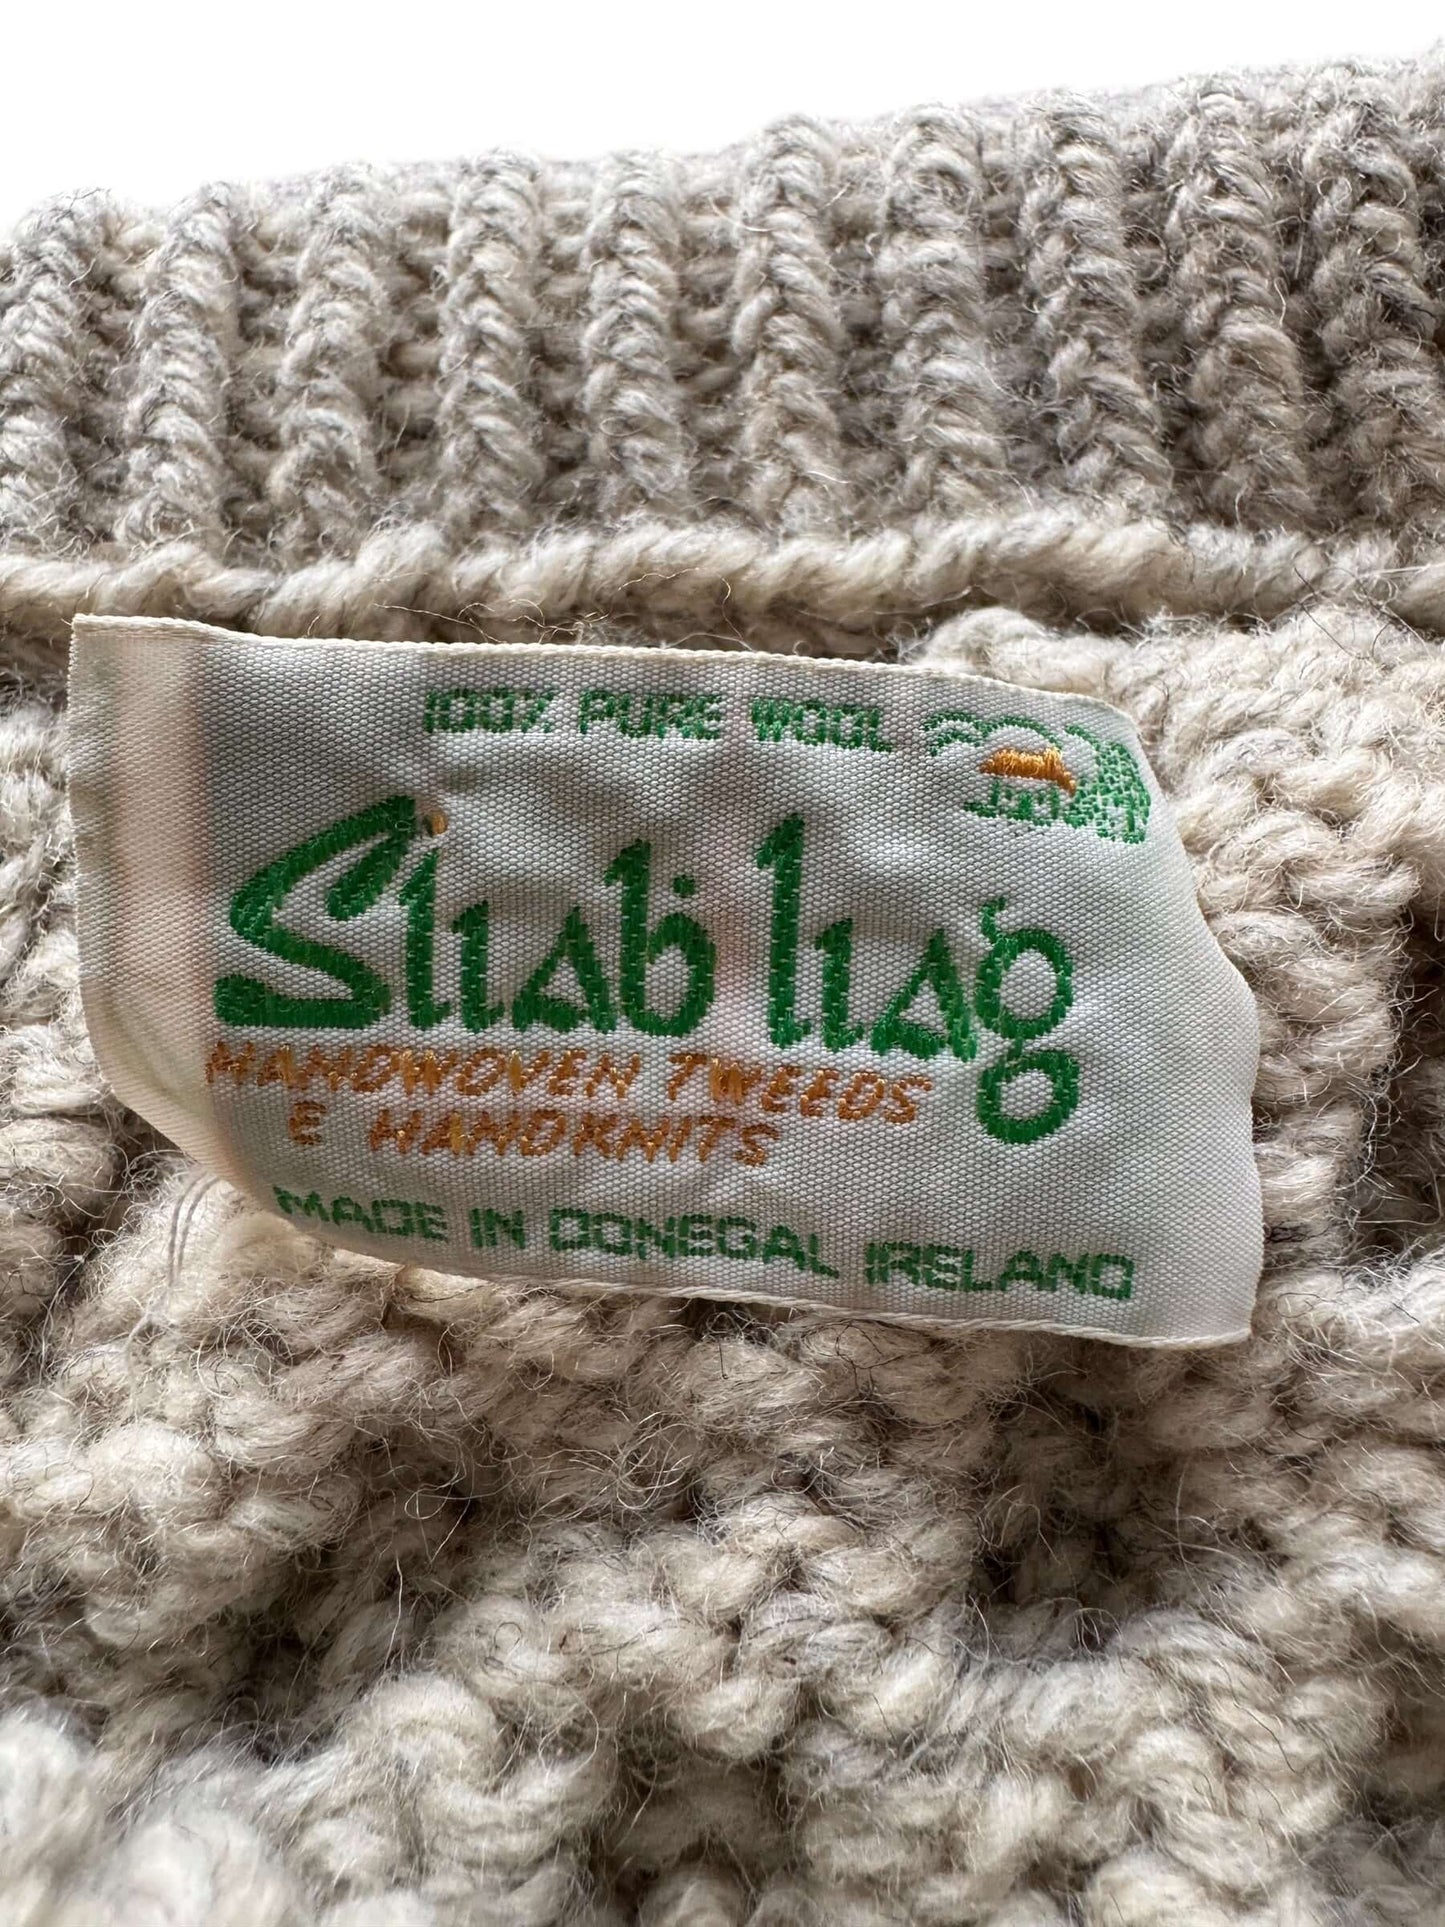 100% PURE WOOL
Sliab liag
HANDWOVEN TWEEDS
E HANDKNITS
MADE IN DONEGAL IRELAND